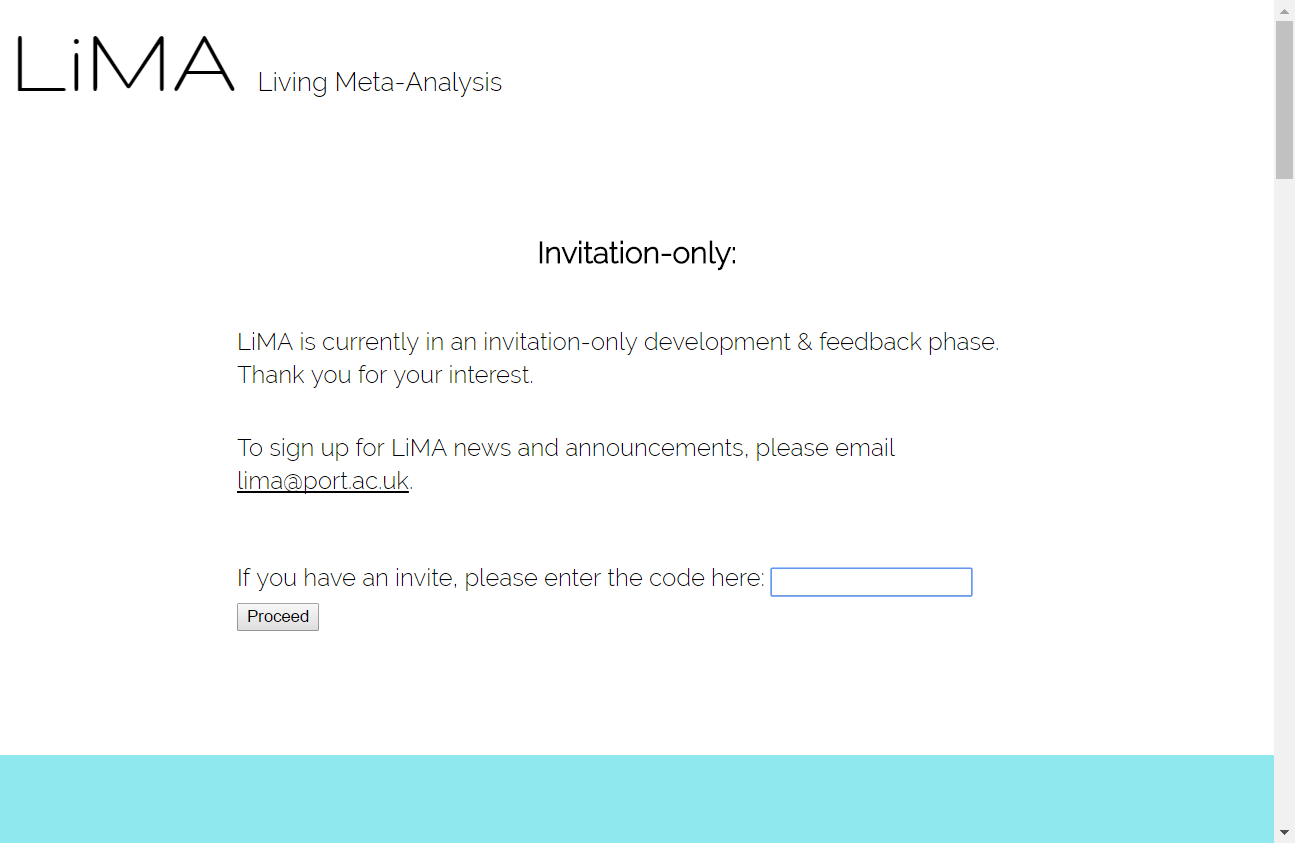 LiMA Living Meta-Analysis
Invitation-only:
LiMA is currently in an invitation-only development & feedback phase.
Thank you for your interest.
To sign up for LiMA news and announcements, please email
lima@port.ac.uk.
If you have an invite, please enter the code here:
Proceed